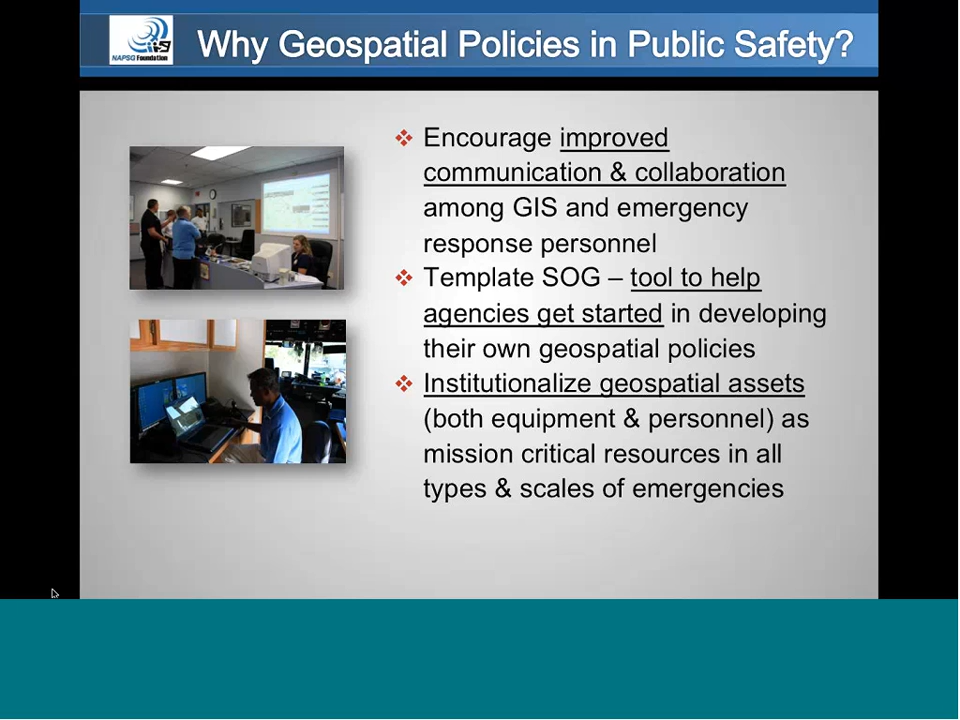 NAPSG Foundation
Why Geospatial Policies in Public Safety?
❖ Encourage improved
communication & collaboration
among GIS and emergency
response personnel
❖ Template SOG – tool to help
agencies get started in developing
their own geospatial policies
❖ Institutionalize geospatial assets
(both equipment & personnel) as
mission critical resources in all
types & scales of emergencies